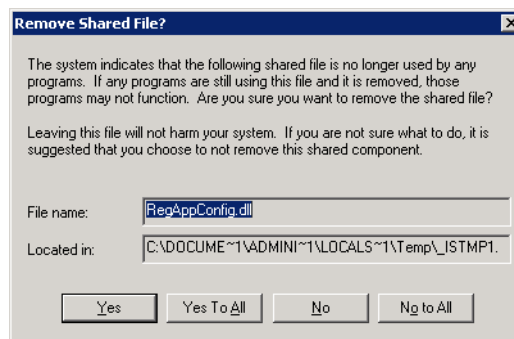 Remove Shared File?
The system indicates that the following shared file is no longer used by any
programs. If any programs are still using this file and it is removed, those
programs may not function. Are you sure you want to remove the shared file?
Leaving this file will not harm your system. If you are not sure what to do, it is
suggested that you choose to not remove this shared component.
File name: RegAppConfig.dll
Located in: C:\DOCUME~1\ADMINI~1\LOCALS~1\Temp\_ISTMP1.
Yes Yes To All No No to All